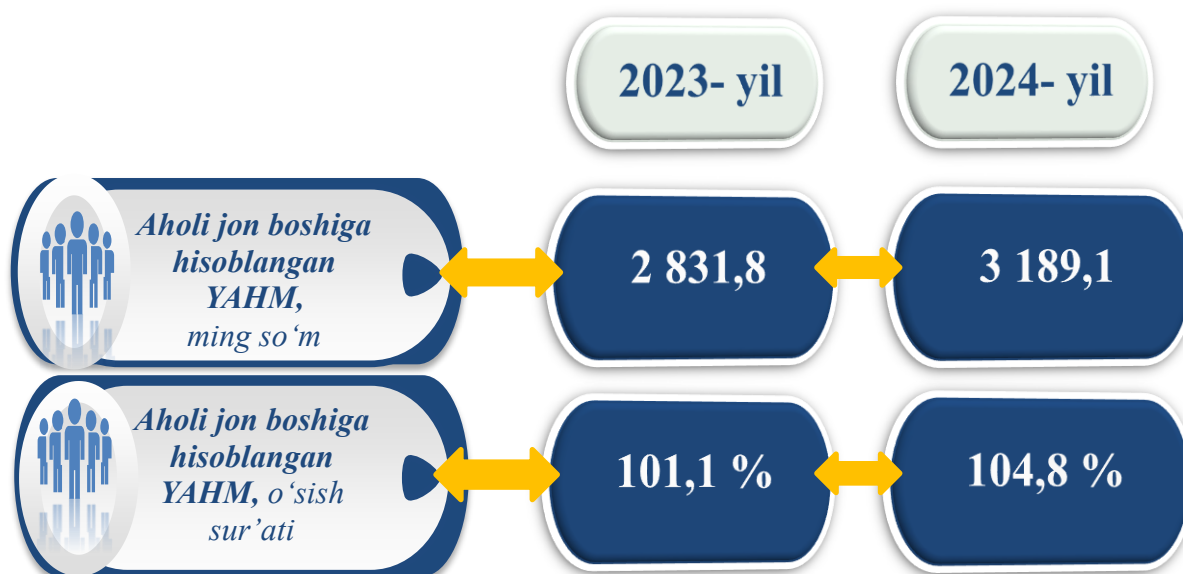 2023- yil
2024- yil
Aholi jon boshiga
hisoblangan
YAHM,
ming so‘m
2 831,8
3 189,1
Aholi jon boshiga
hisoblangan
YAHM, o‘sish
sur’ati
101,1 %
104,8 %